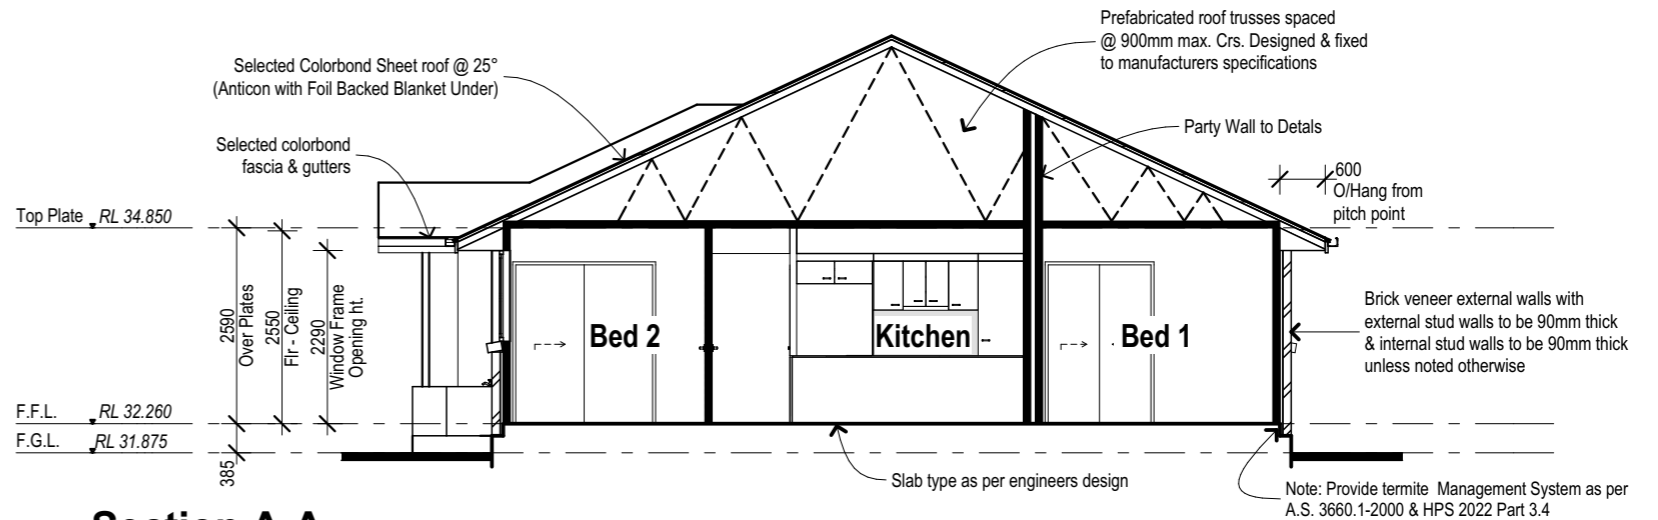 Prefabricated roof trusses spaced
@ 900mm max. Crs. Designed & fixed
to manufacturers specifications
Selected Colorbond Sheet roof @ 25°
(Anticon with Foil Backed Blanket Under)
Selected colorbond
fascia & gutters
Party Wall to Detals
600
O/Hang from
pitch point
Top Plate RL 34.850
2590
Over Plates
2550
Flr - Ceiling
2290
Window Frame
Opening ht.
Bed 2
Kitchen
Bed 1
Brick veneer external walls with
external stud walls to be 90mm thick
& internal stud walls to be 90mm thick
unless noted otherwise
F.F.L. RL 32.260
F.G.L. RL 31.875
385
Slab type as per engineers design
Note: Provide termite Management System as per
A.S. 3660.1-2000 & HPS 2022 Part 3.4
Section A-A